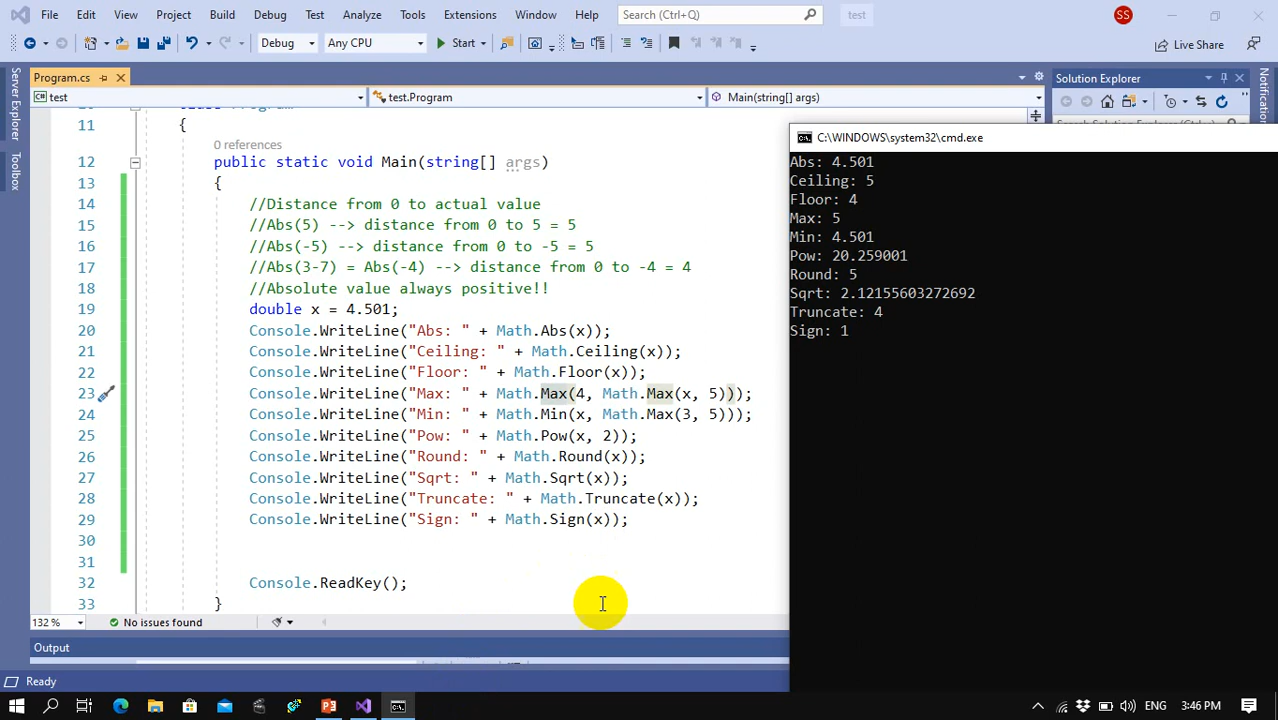 File Edit View Project Build Debug Test Analyze Tools Extensions Window Help Search (Ctrl+Q) test SS
Debug Any CPU Start Live Share
Program.cs Solution Explorer
test test.Program Main(string[] args)
Server Explorer
Toolbox
11 {
0 references
12 public static void Main(string[] args)
13 {
14 //Distance from 0 to actual value
15 //Abs(5) --> distance from 0 to 5 = 5
16 //Abs(-5) --> distance from 0 to -5 = 5
17 //Abs(3-7) = Abs(-4) --> distance from 0 to -4 = 4
18 //Absolute value always positive!!
19 double x = 4.501;
20 Console.WriteLine("Abs: " + Math.Abs(x));
21 Console.WriteLine("Ceiling: " + Math.Ceiling(x));
22 Console.WriteLine("Floor: " + Math.Floor(x));
23 Console.WriteLine("Max: " + Math.Max(4, Math.Max(x, 5)));
24 Console.WriteLine("Min: " + Math.Min(x, Math.Max(3, 5)));
25 Console.WriteLine("Pow: " + Math.Pow(x, 2));
26 Console.WriteLine("Round: " + Math.Round(x));
27 Console.WriteLine("Sqrt: " + Math.Sqrt(x));
28 Console.WriteLine("Truncate: " + Math.Truncate(x));
29 Console.WriteLine("Sign: " + Math.Sign(x));
30
31
32 Console.ReadKey();
33 }
132 % No issues found
Output
Ready
C:\WINDOWS\system32\cmd.exe
Abs: 4.501
Ceiling: 5
Floor: 4
Max: 5
Min: 4.501
Pow: 20.259001
Round: 5
Sqrt: 2.12155603272692
Truncate: 4
Sign: 1
ENG 3:46 PM